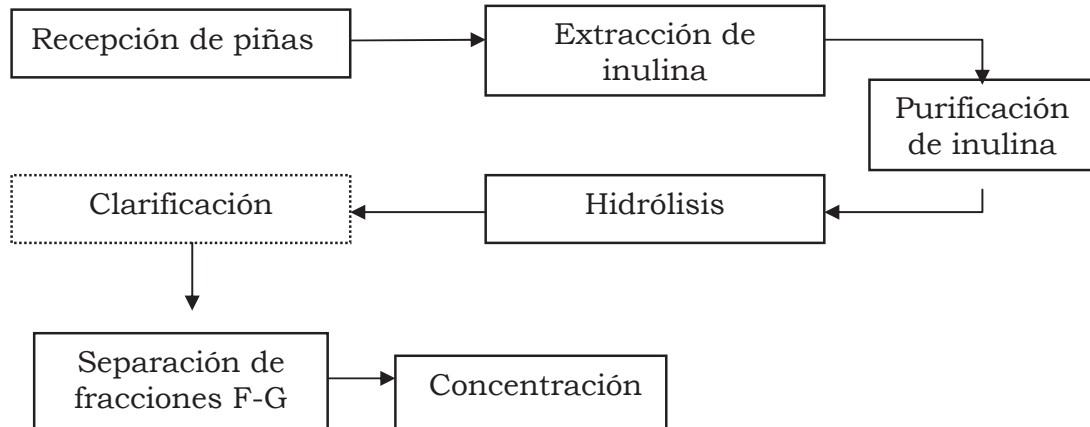 Recepción de piñas
Extracción de
inulina
Purificación
de inulina
Hidrólisis
Clarificación
Separación de
fracciones F-G
Concentración